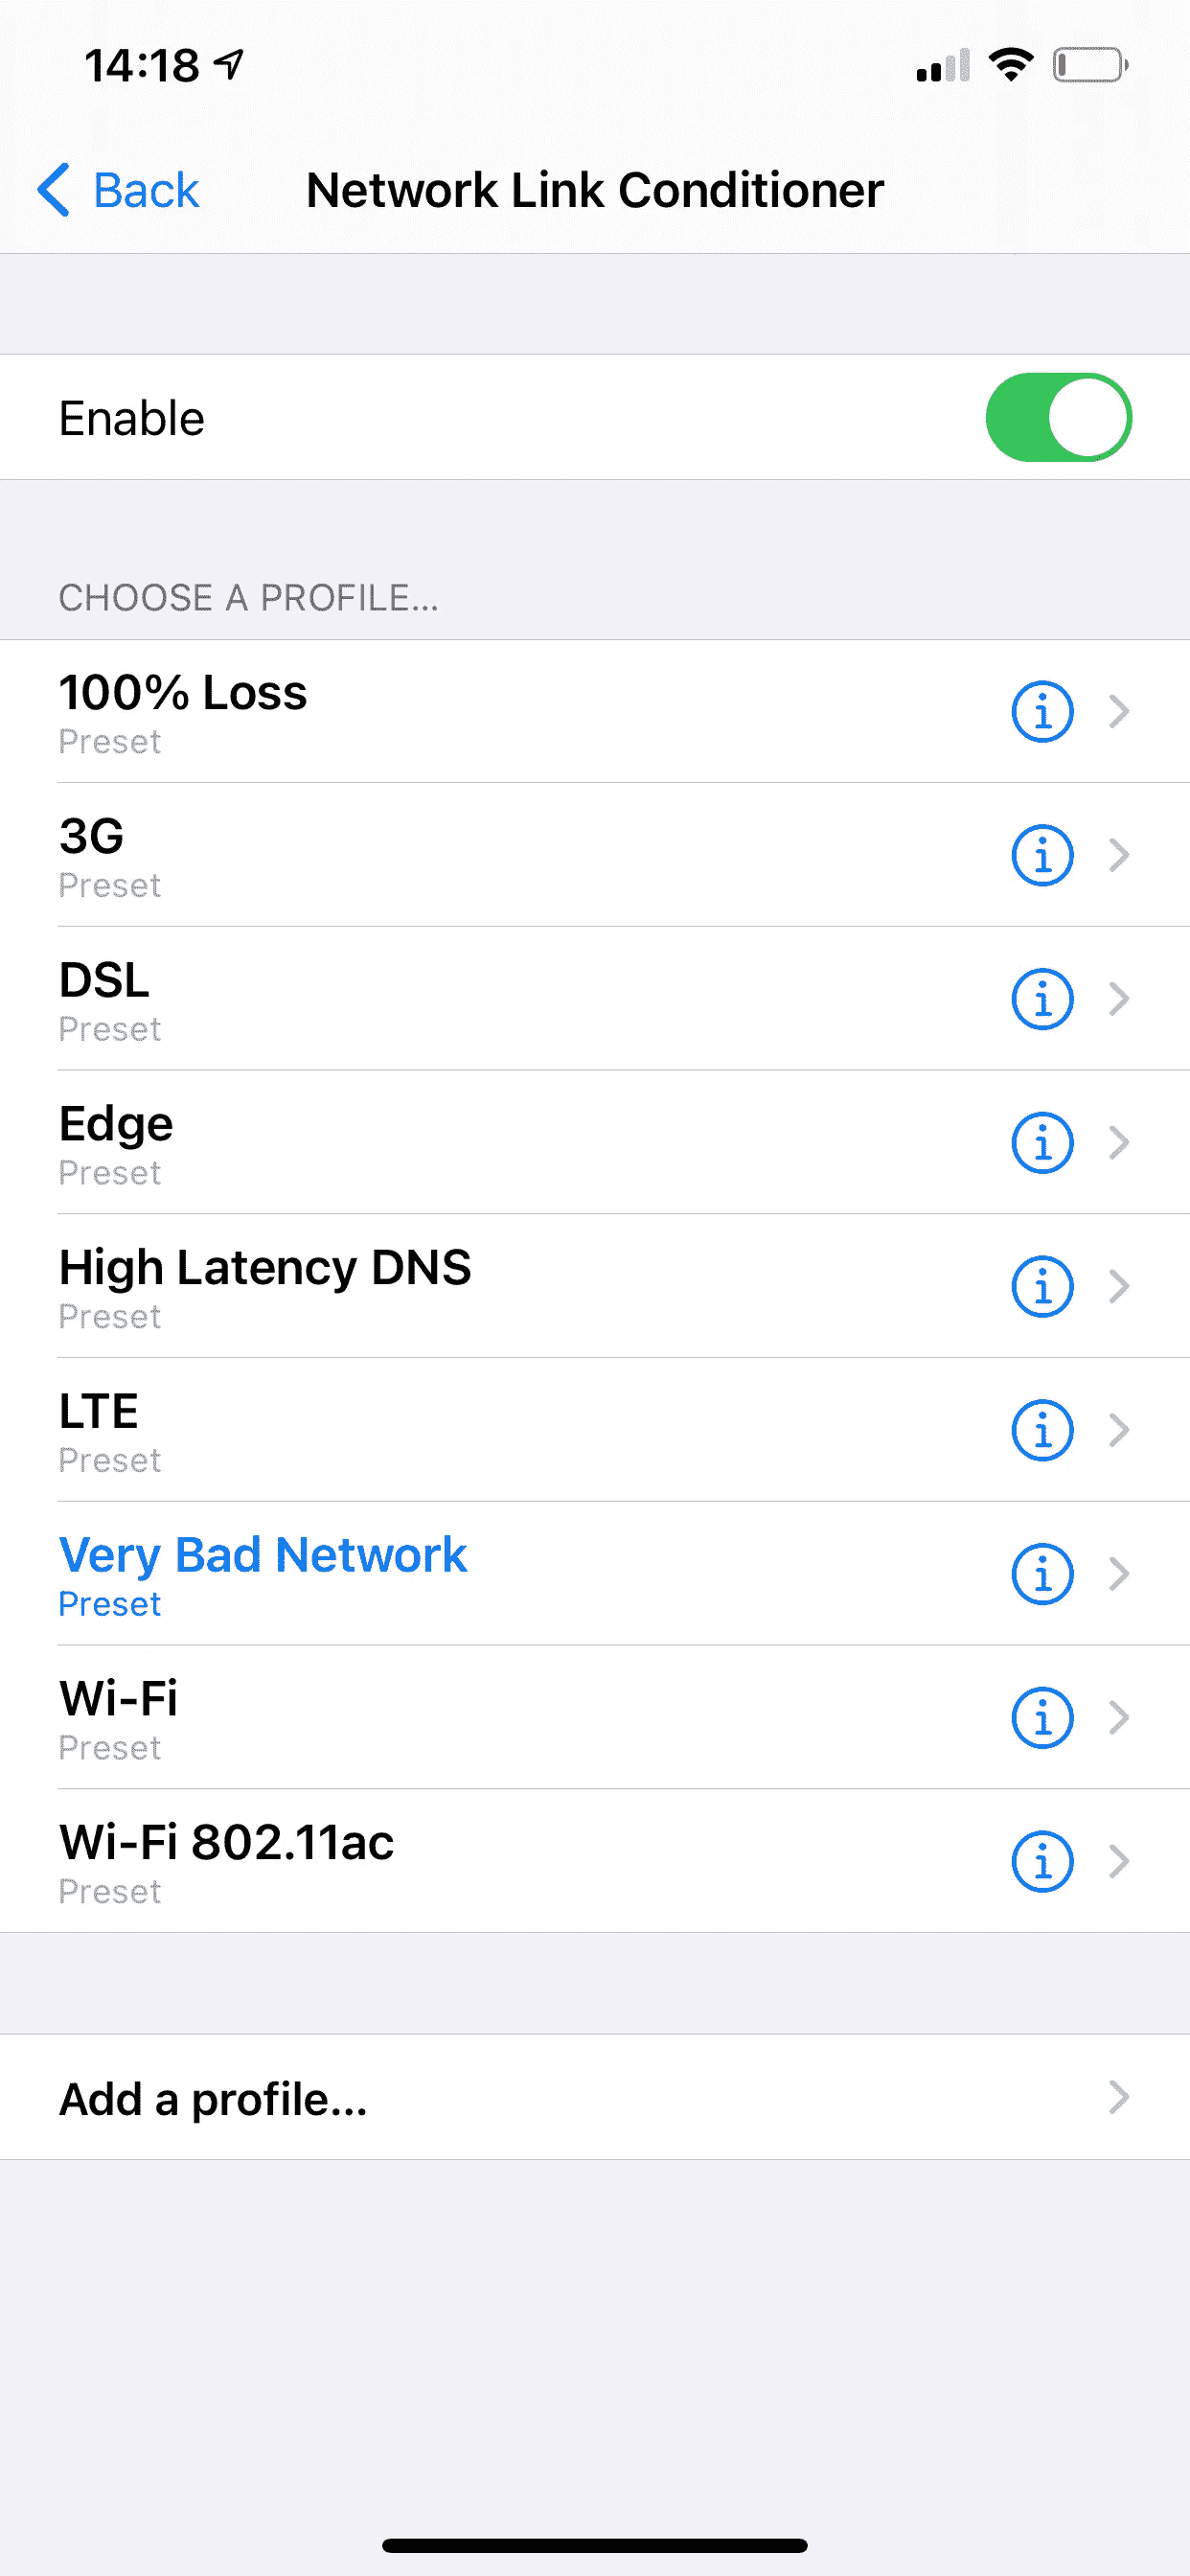 14:18
Back
Network Link Conditioner
Enable
CHOOSE A PROFILE...
100% Loss
Preset
3G
Preset
DSL
Preset
Edge
Preset
High Latency DNS
Preset
LTE
Preset
Very Bad Network
Preset
Wi-Fi
Preset
Wi-Fi 802.11ac
Preset
Add a profile...